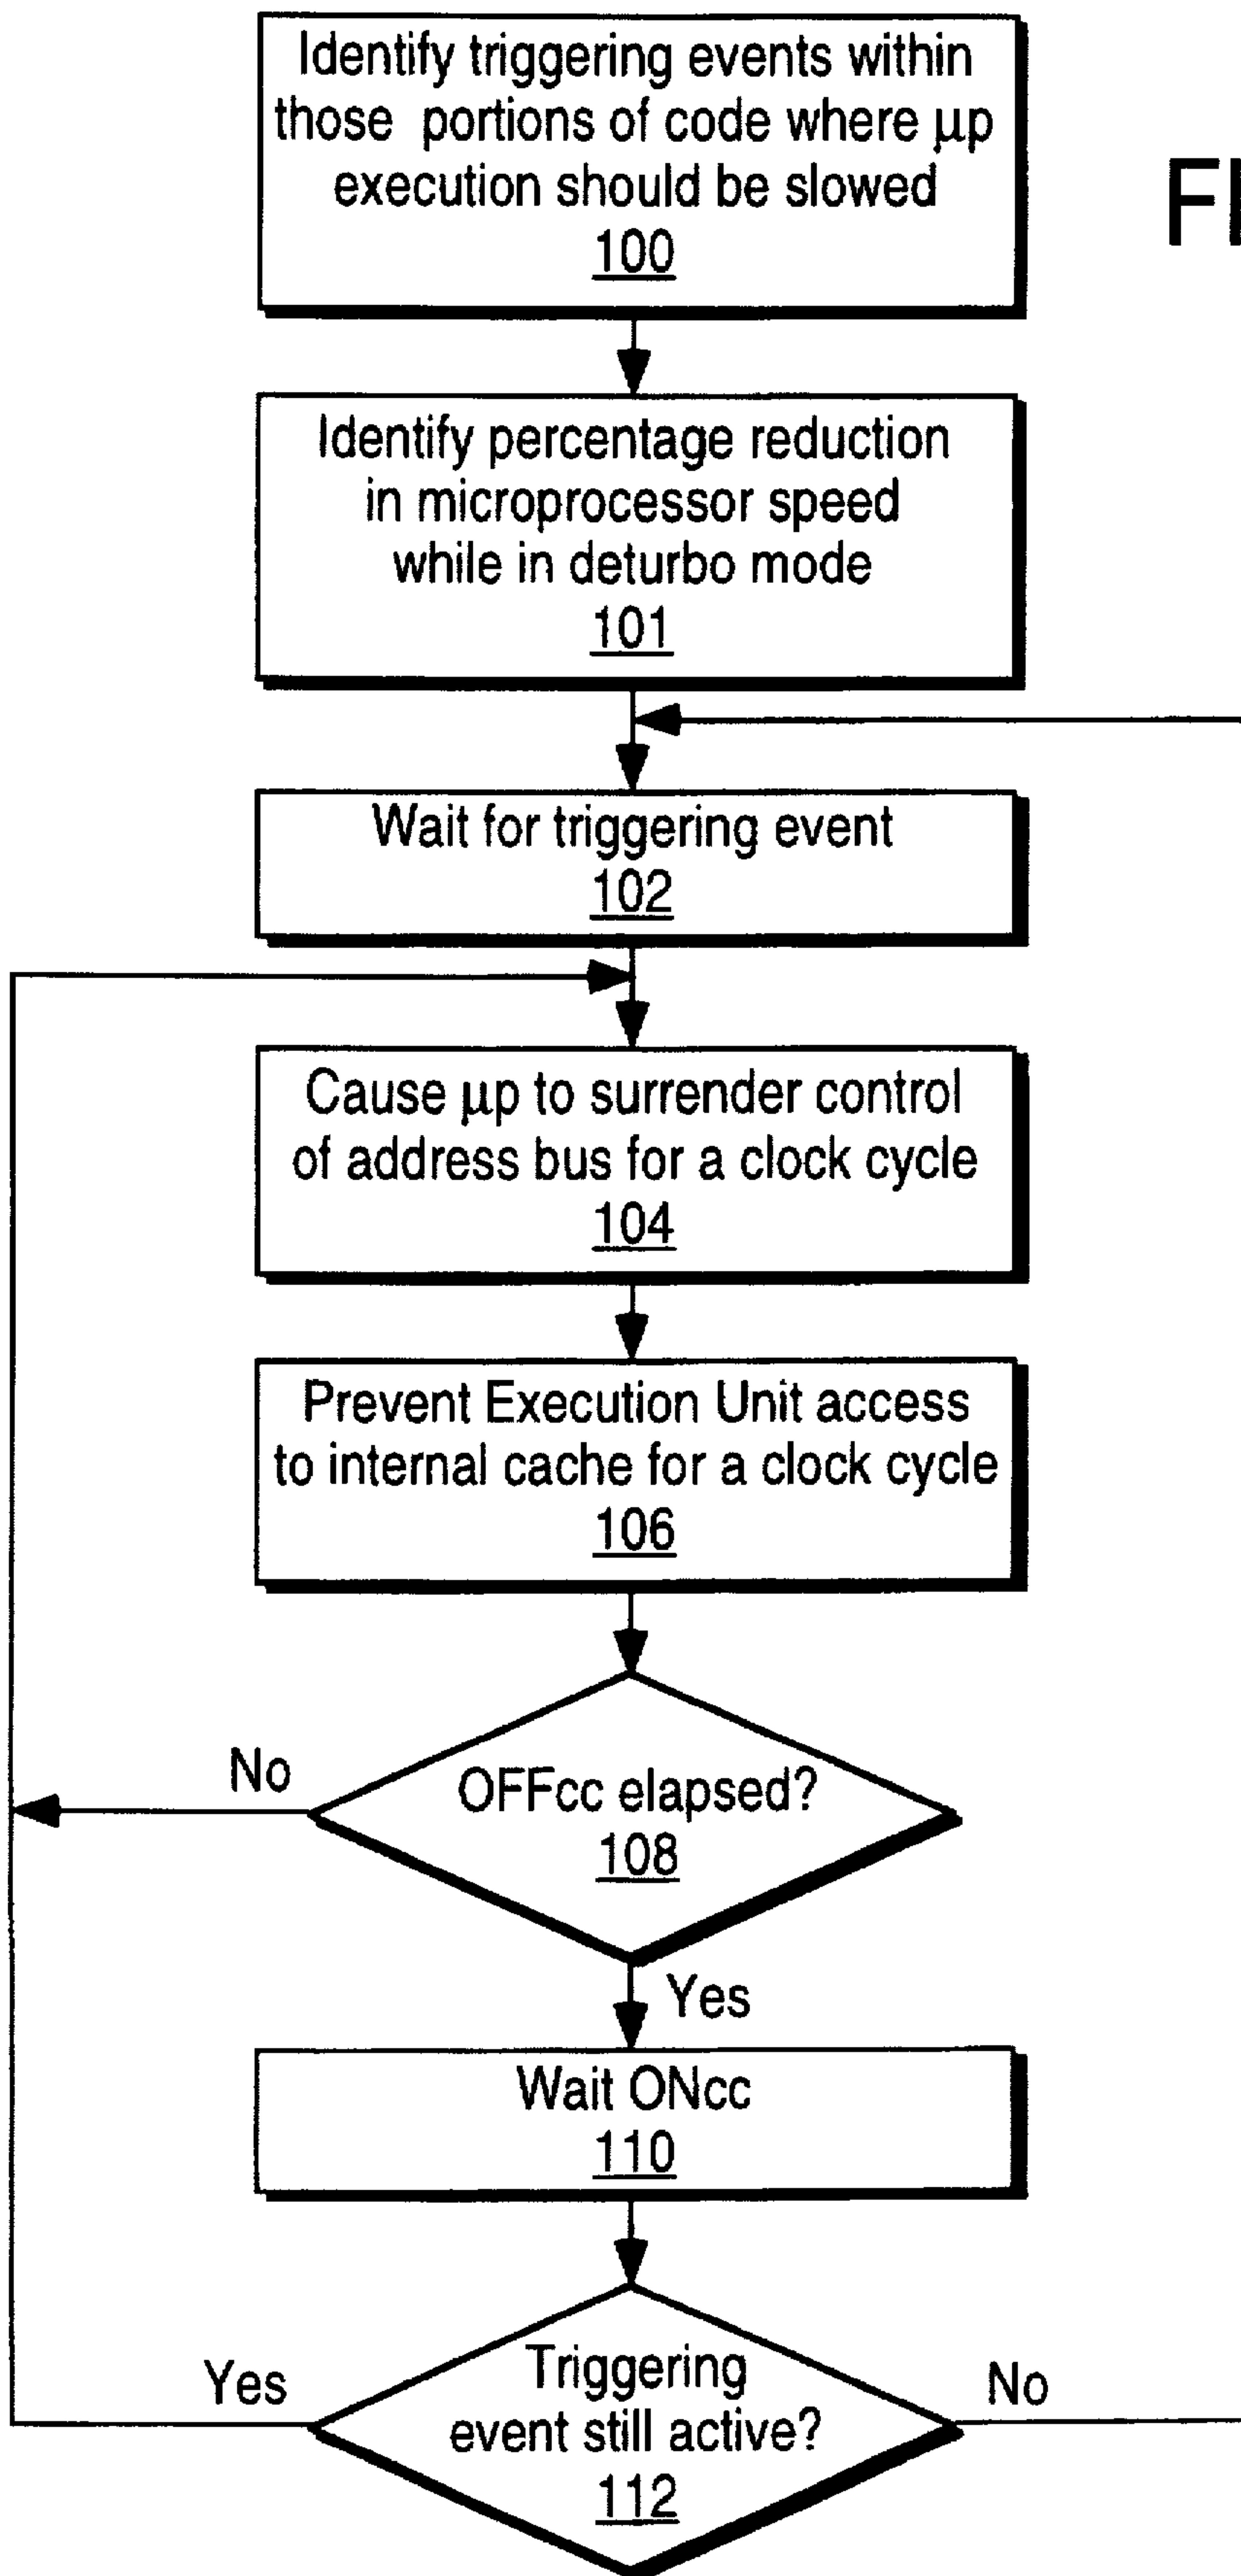 Identify triggering events within
those portions of code where µp
execution should be slowed
100
Identify percentage reduction
in microprocessor speed
while in deturbo mode
101
Wait for triggering event
102
Cause µp to surrender control
of address bus for a clock cycle
104
Prevent Execution Unit access
to internal cache for a clock cycle
106
No
OFFcc elapsed?
108
Yes
Wait ONcc
110
Yes
Triggering
event still active?
112
No